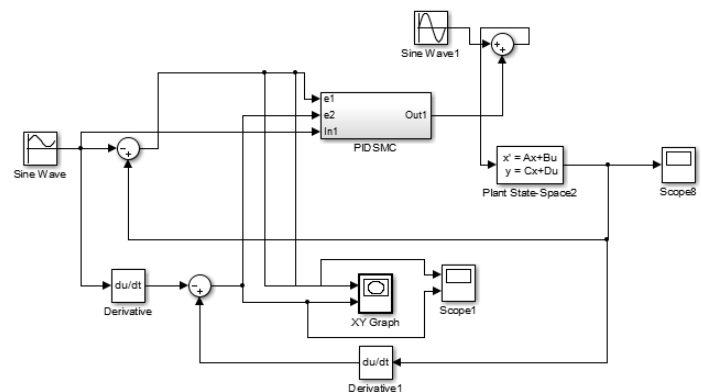 Sine Wave1
e1
e2
In1
Out1
PIDSMC
Sine Wave
x' = Ax+Bu
y = Cx+Du
Plant State-Space2
Scope8
du/dt
Derivative
XY Graph
Scope1
du/dt
Derivative1